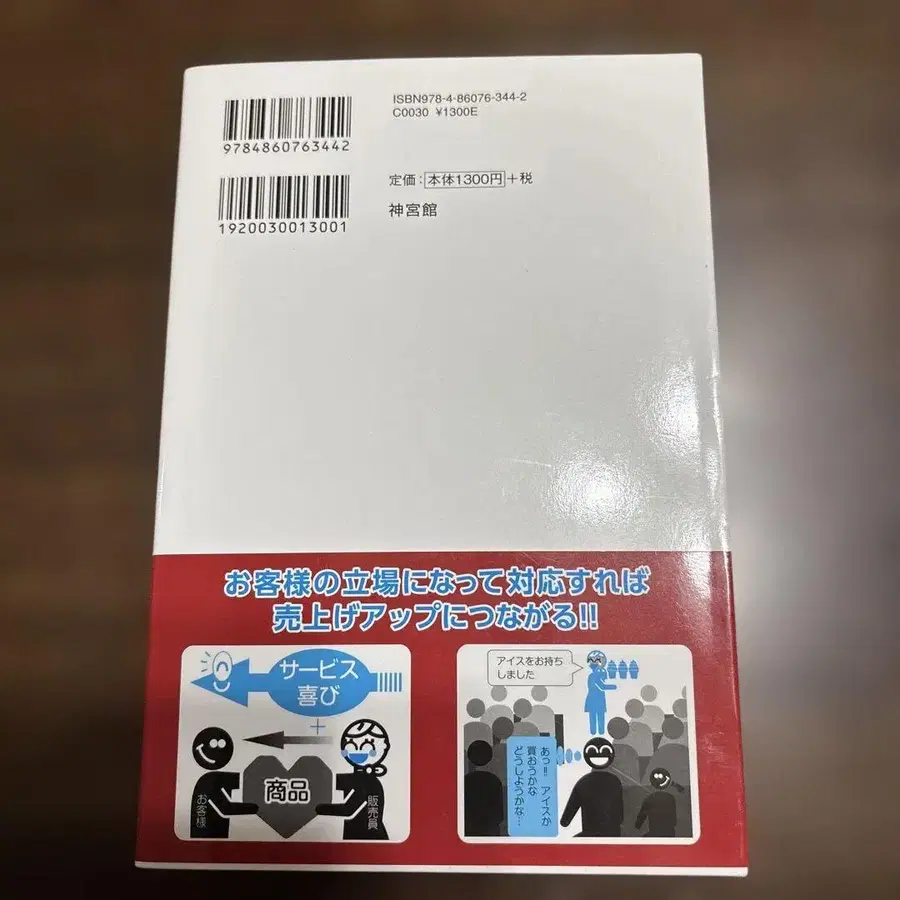 ISBN978-4-86076-344-2
C0030 ¥1300E
9784860763442
定価:本体1300円+税
1920030013001
神宮館
お客様の立場になって対応すれば
売上げアップにつながる!!
サービス
喜び
+
商品
お客様
販売員
アイスをお持ち
しました
あっ!! アイスか
買おうかな
どうしようかな…